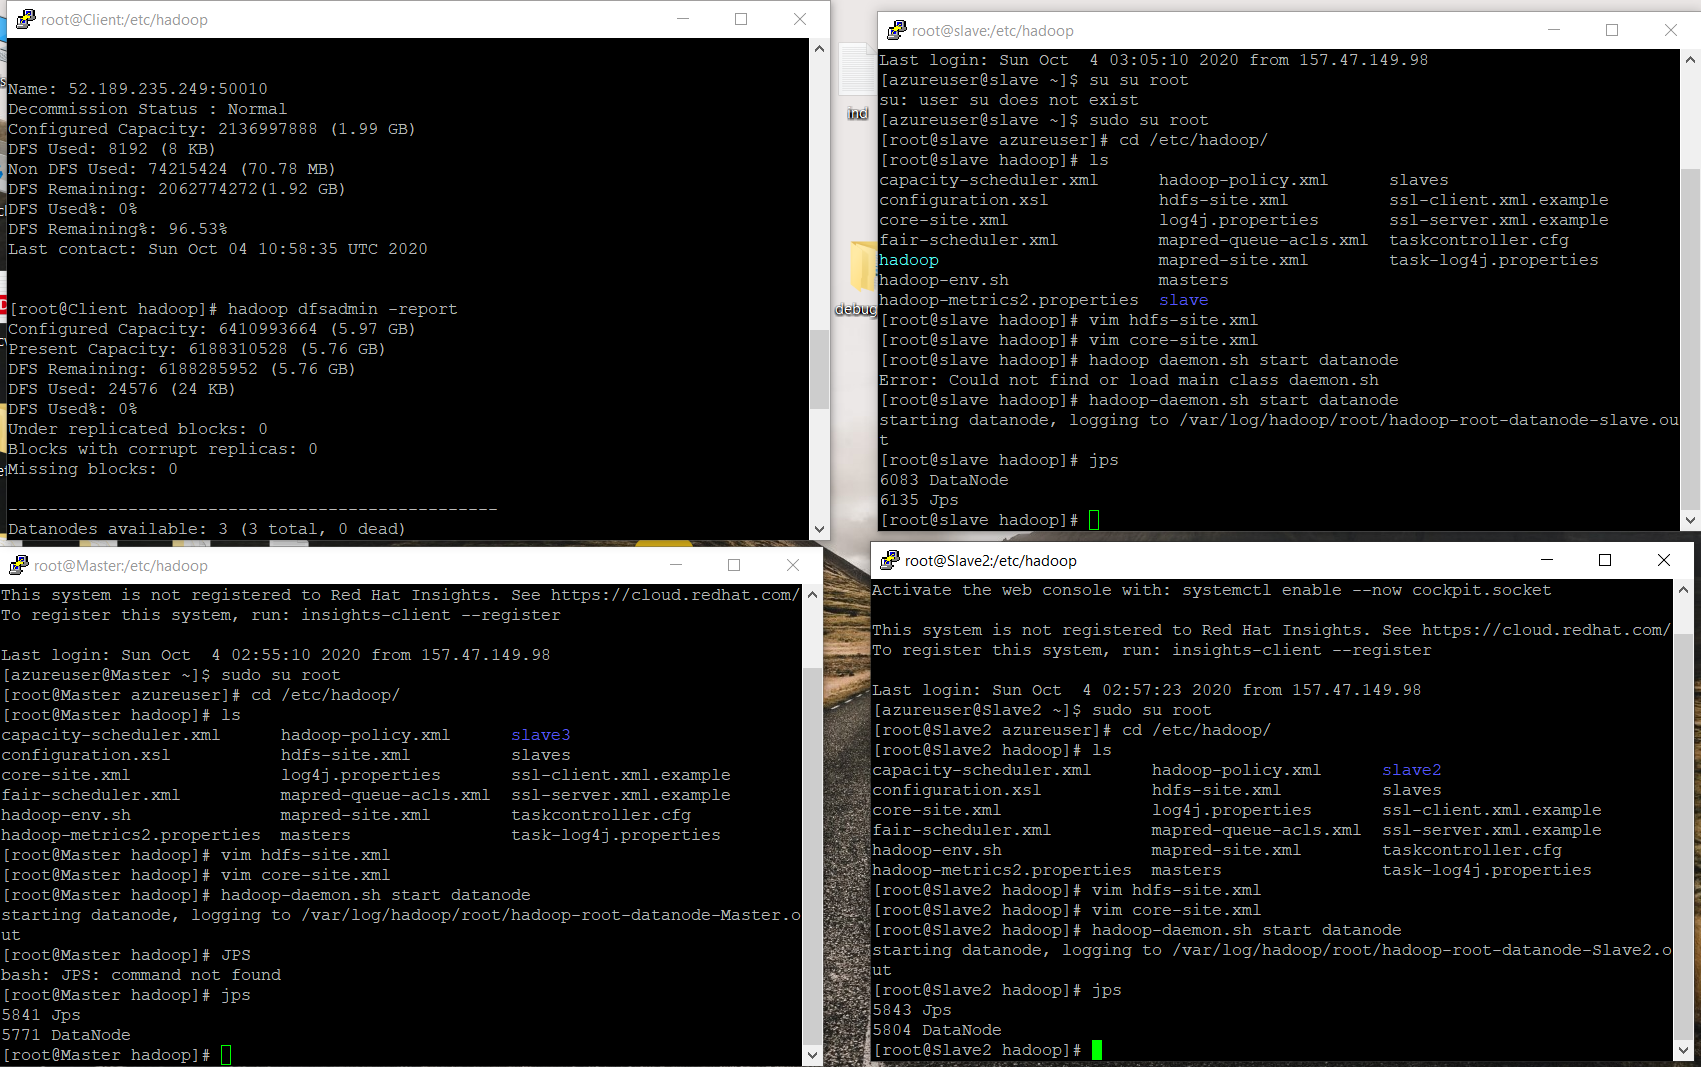 root@Client:/etc/hadoop
Name: 52.189.235.249:50010
Decommission Status : Normal
Configured Capacity: 2136997888 (1.99 GB)
DFS Used: 8192 (8 KB)
Non DFS Used: 74215424 (70.78 MB)
DFS Remaining: 2062774272(1.92 GB)
DFS Used%: 0%
DFS Remaining%: 96.53%
Last contact: Sun Oct 04 10:58:35 UTC 2020
[root@Client hadoop]# hadoop dfsadmin -report
Configured Capacity: 6410993664 (5.97 GB)
Present Capacity: 6188310528 (5.76 GB)
DFS Remaining: 6188285952 (5.76 GB)
DFS Used: 24576 (24 KB)
DFS Used%: 0%
Under replicated blocks: 0
Blocks with corrupt replicas: 0
Missing blocks: 0
-------------------------------------------------
Datanodes available: 3 (3 total, 0 dead)
ind
debug
root@slave:/etc/hadoop
Last login: Sun Oct  4 03:05:10 2020 from 157.47.149.98
[azureuser@slave ~]$ su su root
su: user su does not exist
[azureuser@slave ~]$ sudo su root
[root@slave azureuser]# cd /etc/hadoop/
[root@slave hadoop]# ls
capacity-scheduler.xml      hadoop-policy.xml      slaves
configuration.xsl           hdfs-site.xml          ssl-client.xml.example
core-site.xml               log4j.properties       ssl-server.xml.example
fair-scheduler.xml          mapred-queue-acls.xml  taskcontroller.cfg
hadoop                      mapred-site.xml        task-log4j.properties
hadoop-env.sh               masters
hadoop-metrics2.properties  slave
[root@slave hadoop]# vim hdfs-site.xml
[root@slave hadoop]# vim core-site.xml
[root@slave hadoop]# hadoop daemon.sh start datanode
Error: Could not find or load main class daemon.sh
[root@slave hadoop]# hadoop-daemon.sh start datanode
starting datanode, logging to /var/log/hadoop/root/hadoop-root-datanode-slave.ou
t
[root@slave hadoop]# jps
6083 DataNode
6135 Jps
[root@slave hadoop]#
root@Master:/etc/hadoop
This system is not registered to Red Hat Insights. See https://cloud.redhat.com/
To register this system, run: insights-client --register
Last login: Sun Oct  4 02:55:10 2020 from 157.47.149.98
[azureuser@Master ~]$ sudo su root
[root@Master azureuser]# cd /etc/hadoop/
[root@Master hadoop]# ls
capacity-scheduler.xml      hadoop-policy.xml      slave3
configuration.xsl           hdfs-site.xml          slaves
core-site.xml               log4j.properties       ssl-client.xml.example
fair-scheduler.xml          mapred-queue-acls.xml  ssl-server.xml.example
hadoop-env.sh               mapred-site.xml        taskcontroller.cfg
hadoop-metrics2.properties  masters                task-log4j.properties
[root@Master hadoop]# vim hdfs-site.xml
[root@Master hadoop]# vim core-site.xml
[root@Master hadoop]# hadoop-daemon.sh start datanode
starting datanode, logging to /var/log/hadoop/root/hadoop-root-datanode-Master.o
ut
[root@Master hadoop]# JPS
bash: JPS: command not found
[root@Master hadoop]# jps
5841 Jps
5771 DataNode
[root@Master hadoop]#
root@Slave2:/etc/hadoop
Activate the web console with: systemctl enable --now cockpit.socket
This system is not registered to Red Hat Insights. See https://cloud.redhat.com/
To register this system, run: insights-client --register
Last login: Sun Oct  4 02:57:23 2020 from 157.47.149.98
[azureuser@Slave2 ~]$ sudo su root
[root@Slave2 azureuser]# cd /etc/hadoop/
[root@Slave2 hadoop]# ls
capacity-scheduler.xml      hadoop-policy.xml      slave2
configuration.xsl           hdfs-site.xml          slaves
core-site.xml               log4j.properties       ssl-client.xml.example
fair-scheduler.xml          mapred-queue-acls.xml  ssl-server.xml.example
hadoop-env.sh               mapred-site.xml        taskcontroller.cfg
hadoop-metrics2.properties  masters                task-log4j.properties
[root@Slave2 hadoop]# vim hdfs-site.xml
[root@Slave2 hadoop]# vim core-site.xml
[root@Slave2 hadoop]# hadoop-daemon.sh start datanode
starting datanode, logging to /var/log/hadoop/root/hadoop-root-datanode-Slave2.o
ut
[root@Slave2 hadoop]# jps
5843 Jps
5804 DataNode
[root@Slave2 hadoop]#